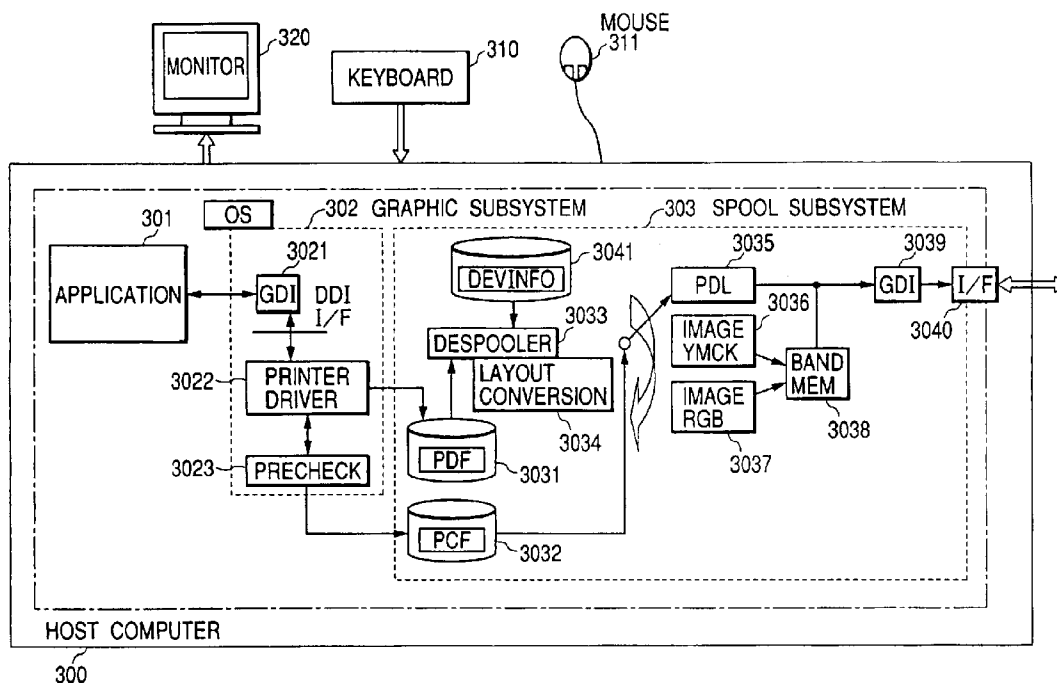 MOUSE
320
310
311
MONITOR
KEYBOARD
OS
302 GRAPHIC SUBSYSTEM
303 SPOOL SUBSYSTEM
301
APPLICATION
3021
GDI
DDI
I/F
3022
PRINTER
DRIVER
3023
PRECHECK
DEVINFO
3041
3033
DESPOOLER
LAYOUT
CONVERSION
3034
PDF
3031
PCF
3032
3035
PDL
3036
IMAGE
YMCK
IMAGE
RGB
3037
BAND
MEM
3038
3039
GDI
I/F
3040
HOST COMPUTER
300